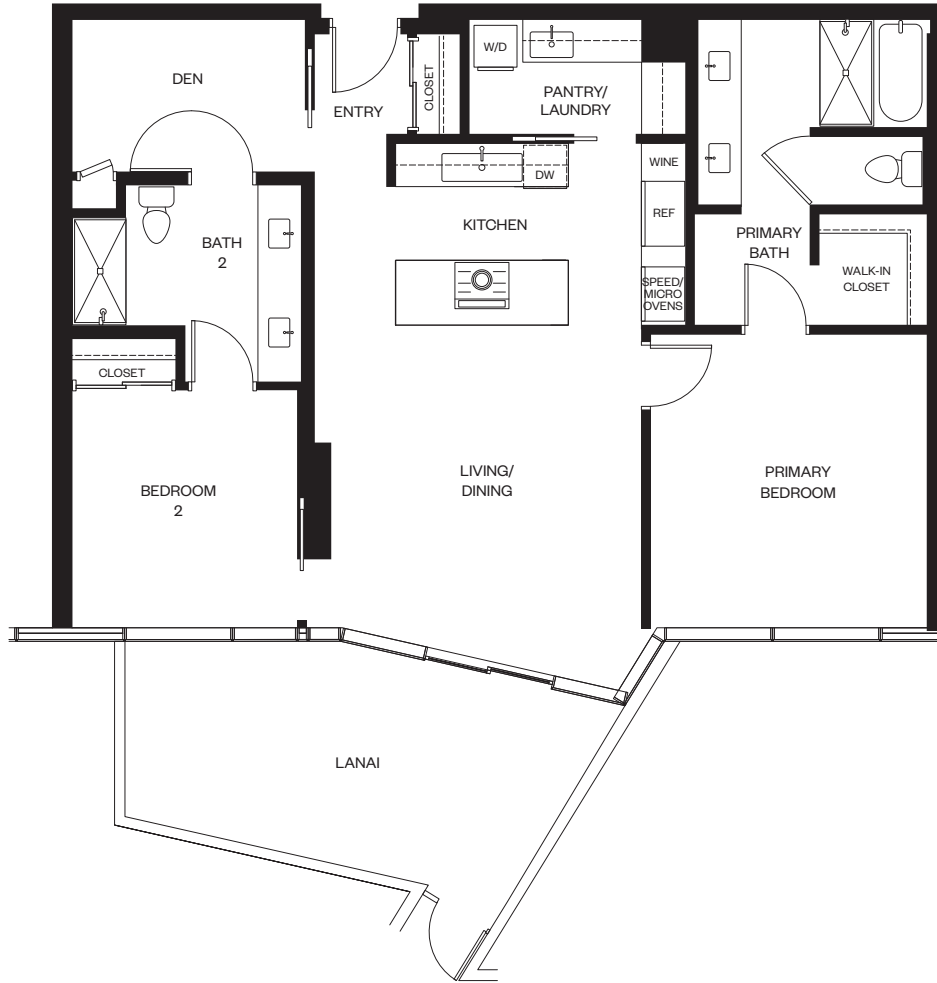 DEN
ENTRY
CLOSET
W/D
PANTRY/
LAUNDRY
WINE
DW
KITCHEN
REF
SPEED/
MICRO
OVENS
PRIMARY
BATH
WALK-IN
CLOSET
BATH
2
CLOSET
BEDROOM
2
LIVING/
DINING
PRIMARY
BEDROOM
LANAI